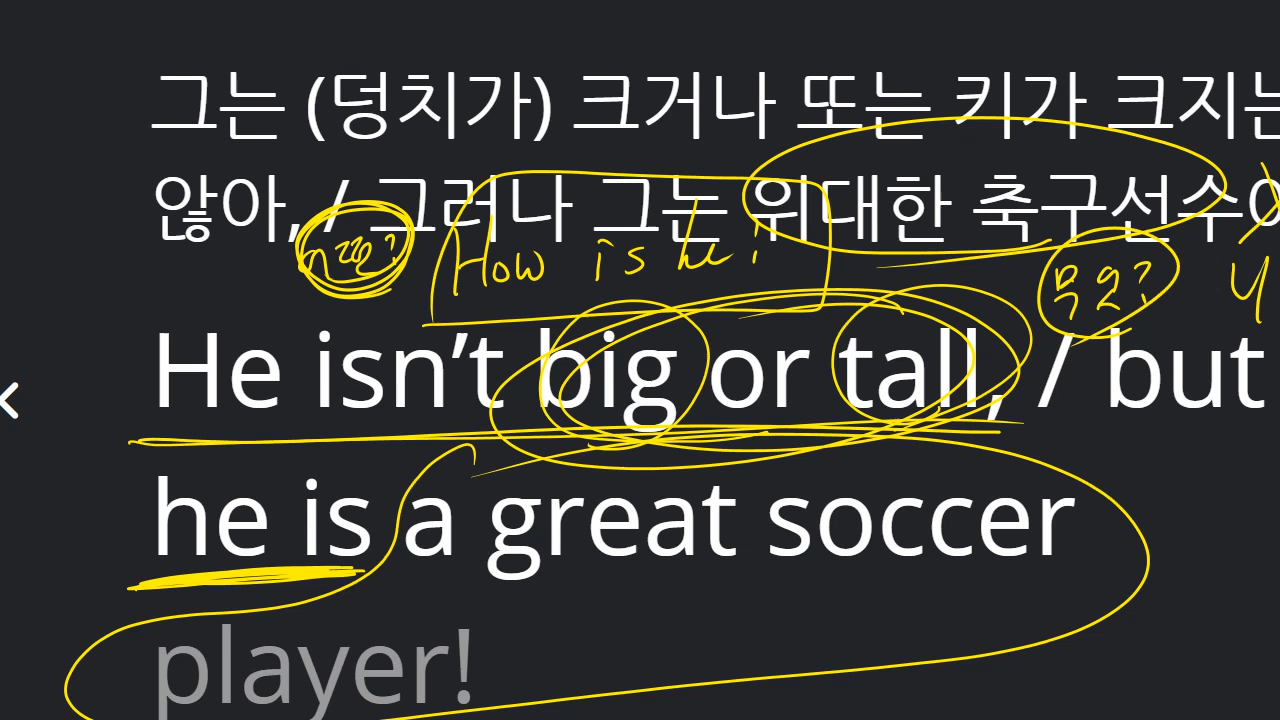 그는 (덩치가) 크거나 또는 키가 크지는
않아, / 그러나 그는 위대한 축구선수
How is he?
무엇?
He isn't big or tall, / but
he is a great soccer
player!